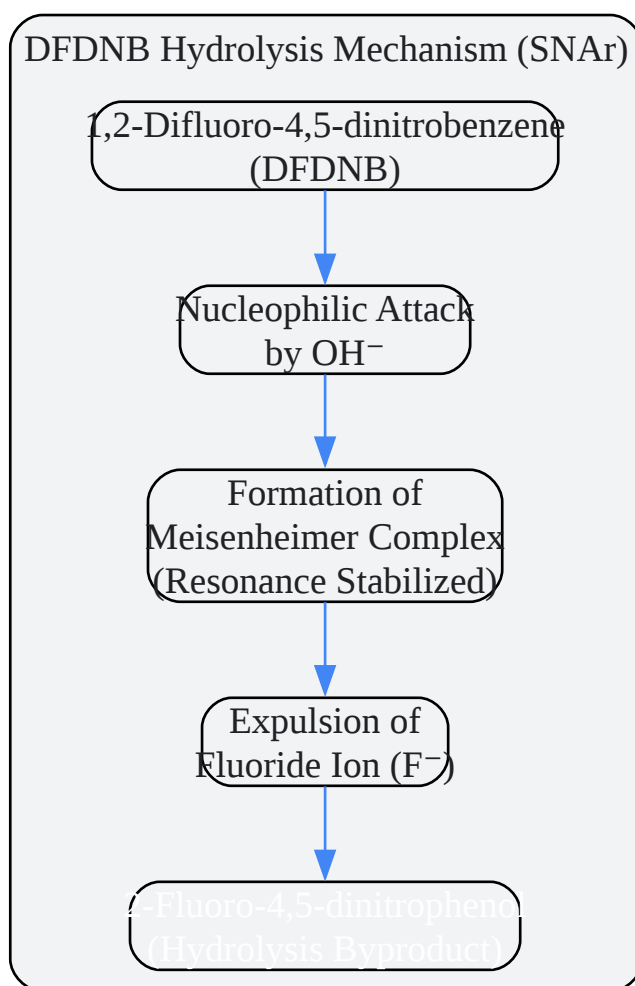 DFDNB Hydrolysis Mechanism (SNAr)
1,2-Difluoro-4,5-dinitrobenzene
(DFDNB)
Nucleophilic Attack
by OH⁻
Formation of
Meisenheimer Complex
(Resonance Stabilized)
Expulsion of
Fluoride Ion (F⁻)
2-Fluoro-4,5-dinitrophenol
(Hydrolysis Byproduct)